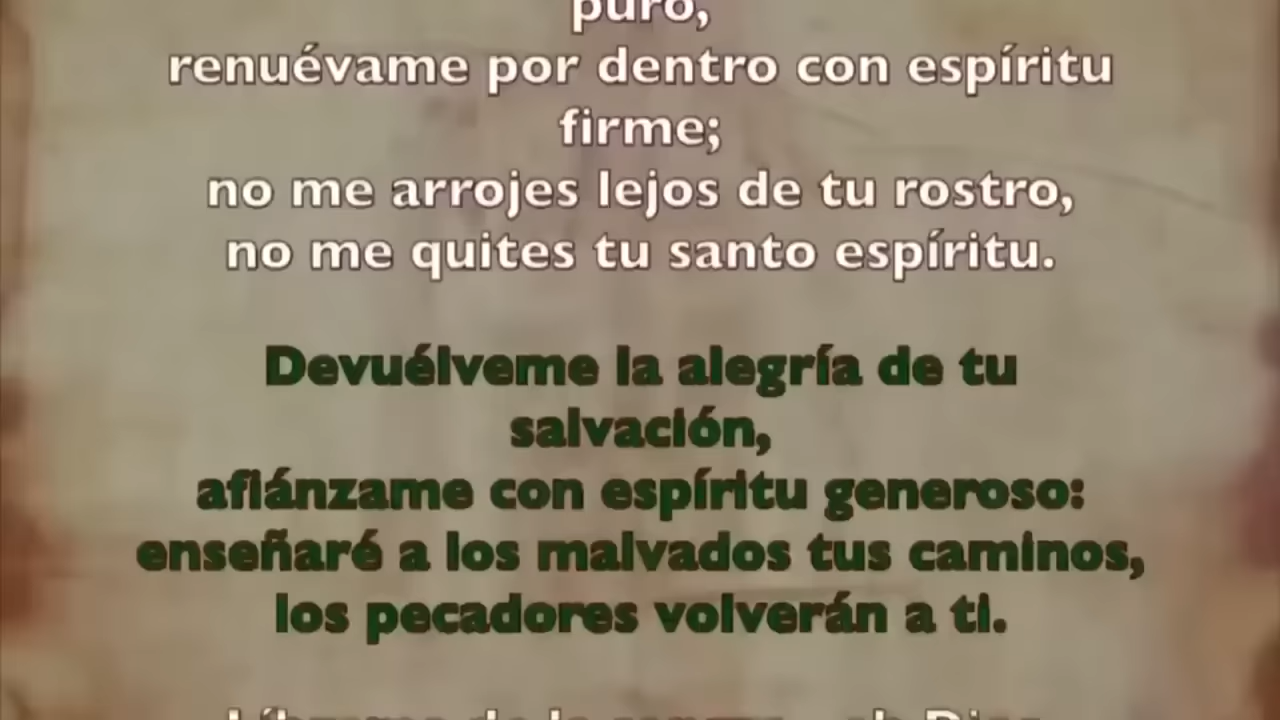 puro,
renuévame por dentro con espíritu
firme;
no me arrojes lejos de tu rostro,
no me quites tu santo espíritu.
Devuélveme la alegría de tu
salvación,
afiánzame con espíritu generoso:
enseñaré a los malvados tus caminos,
los pecadores volverán a ti.